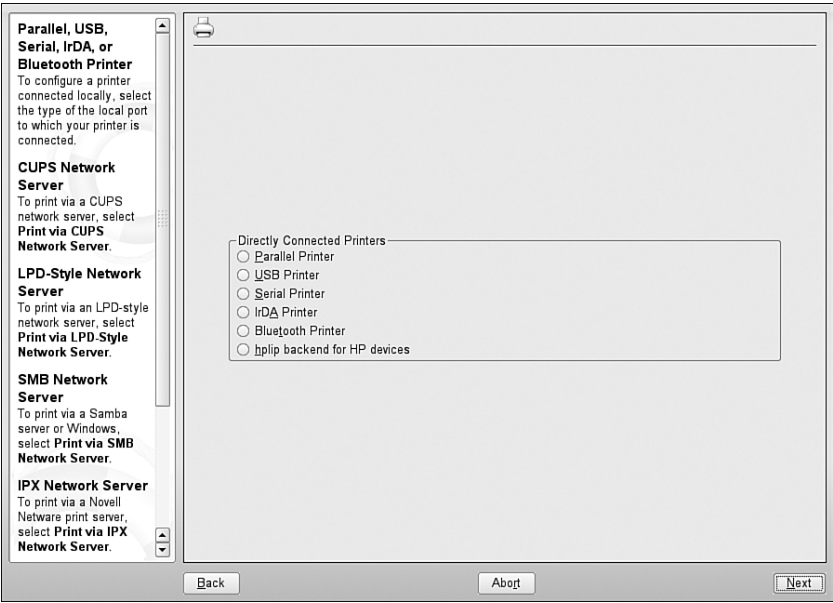 Parallel, USB,
Serial, IrDA, or
Bluetooth Printer
To configure a printer
connected locally, select
the type of the local port
to which your printer is
connected.
CUPS Network
Server
To print via a CUPS
network server, select
Print via CUPS
Network Server.
LPD-Style Network
Server
To print via an LPD-style
network server, select
Print via LPD-Style
Network Server.
SMB Network
Server
To print via a Samba
server or Windows,
select Print via SMB
Network Server.
IPX Network Server
To print via a Novell
Netware print server,
select Print via IPX
Network Server.
Directly Connected Printers
Parallel Printer
USB Printer
Serial Printer
IrDA Printer
Bluetooth Printer
hplip backend for HP devices
Back
Abort
Next